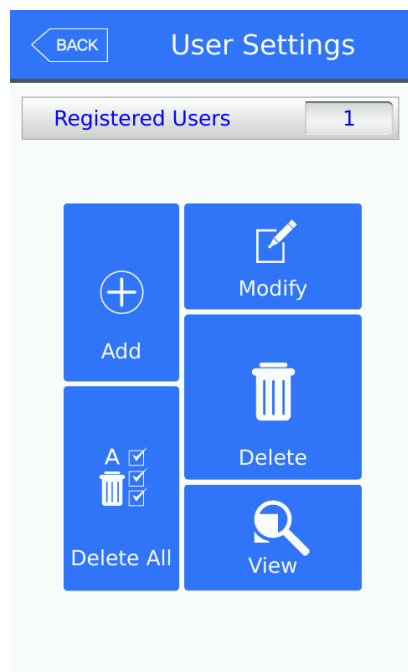 BACK User Settings
Registered Users 1
Add
Modify
Delete
A
Delete All
View